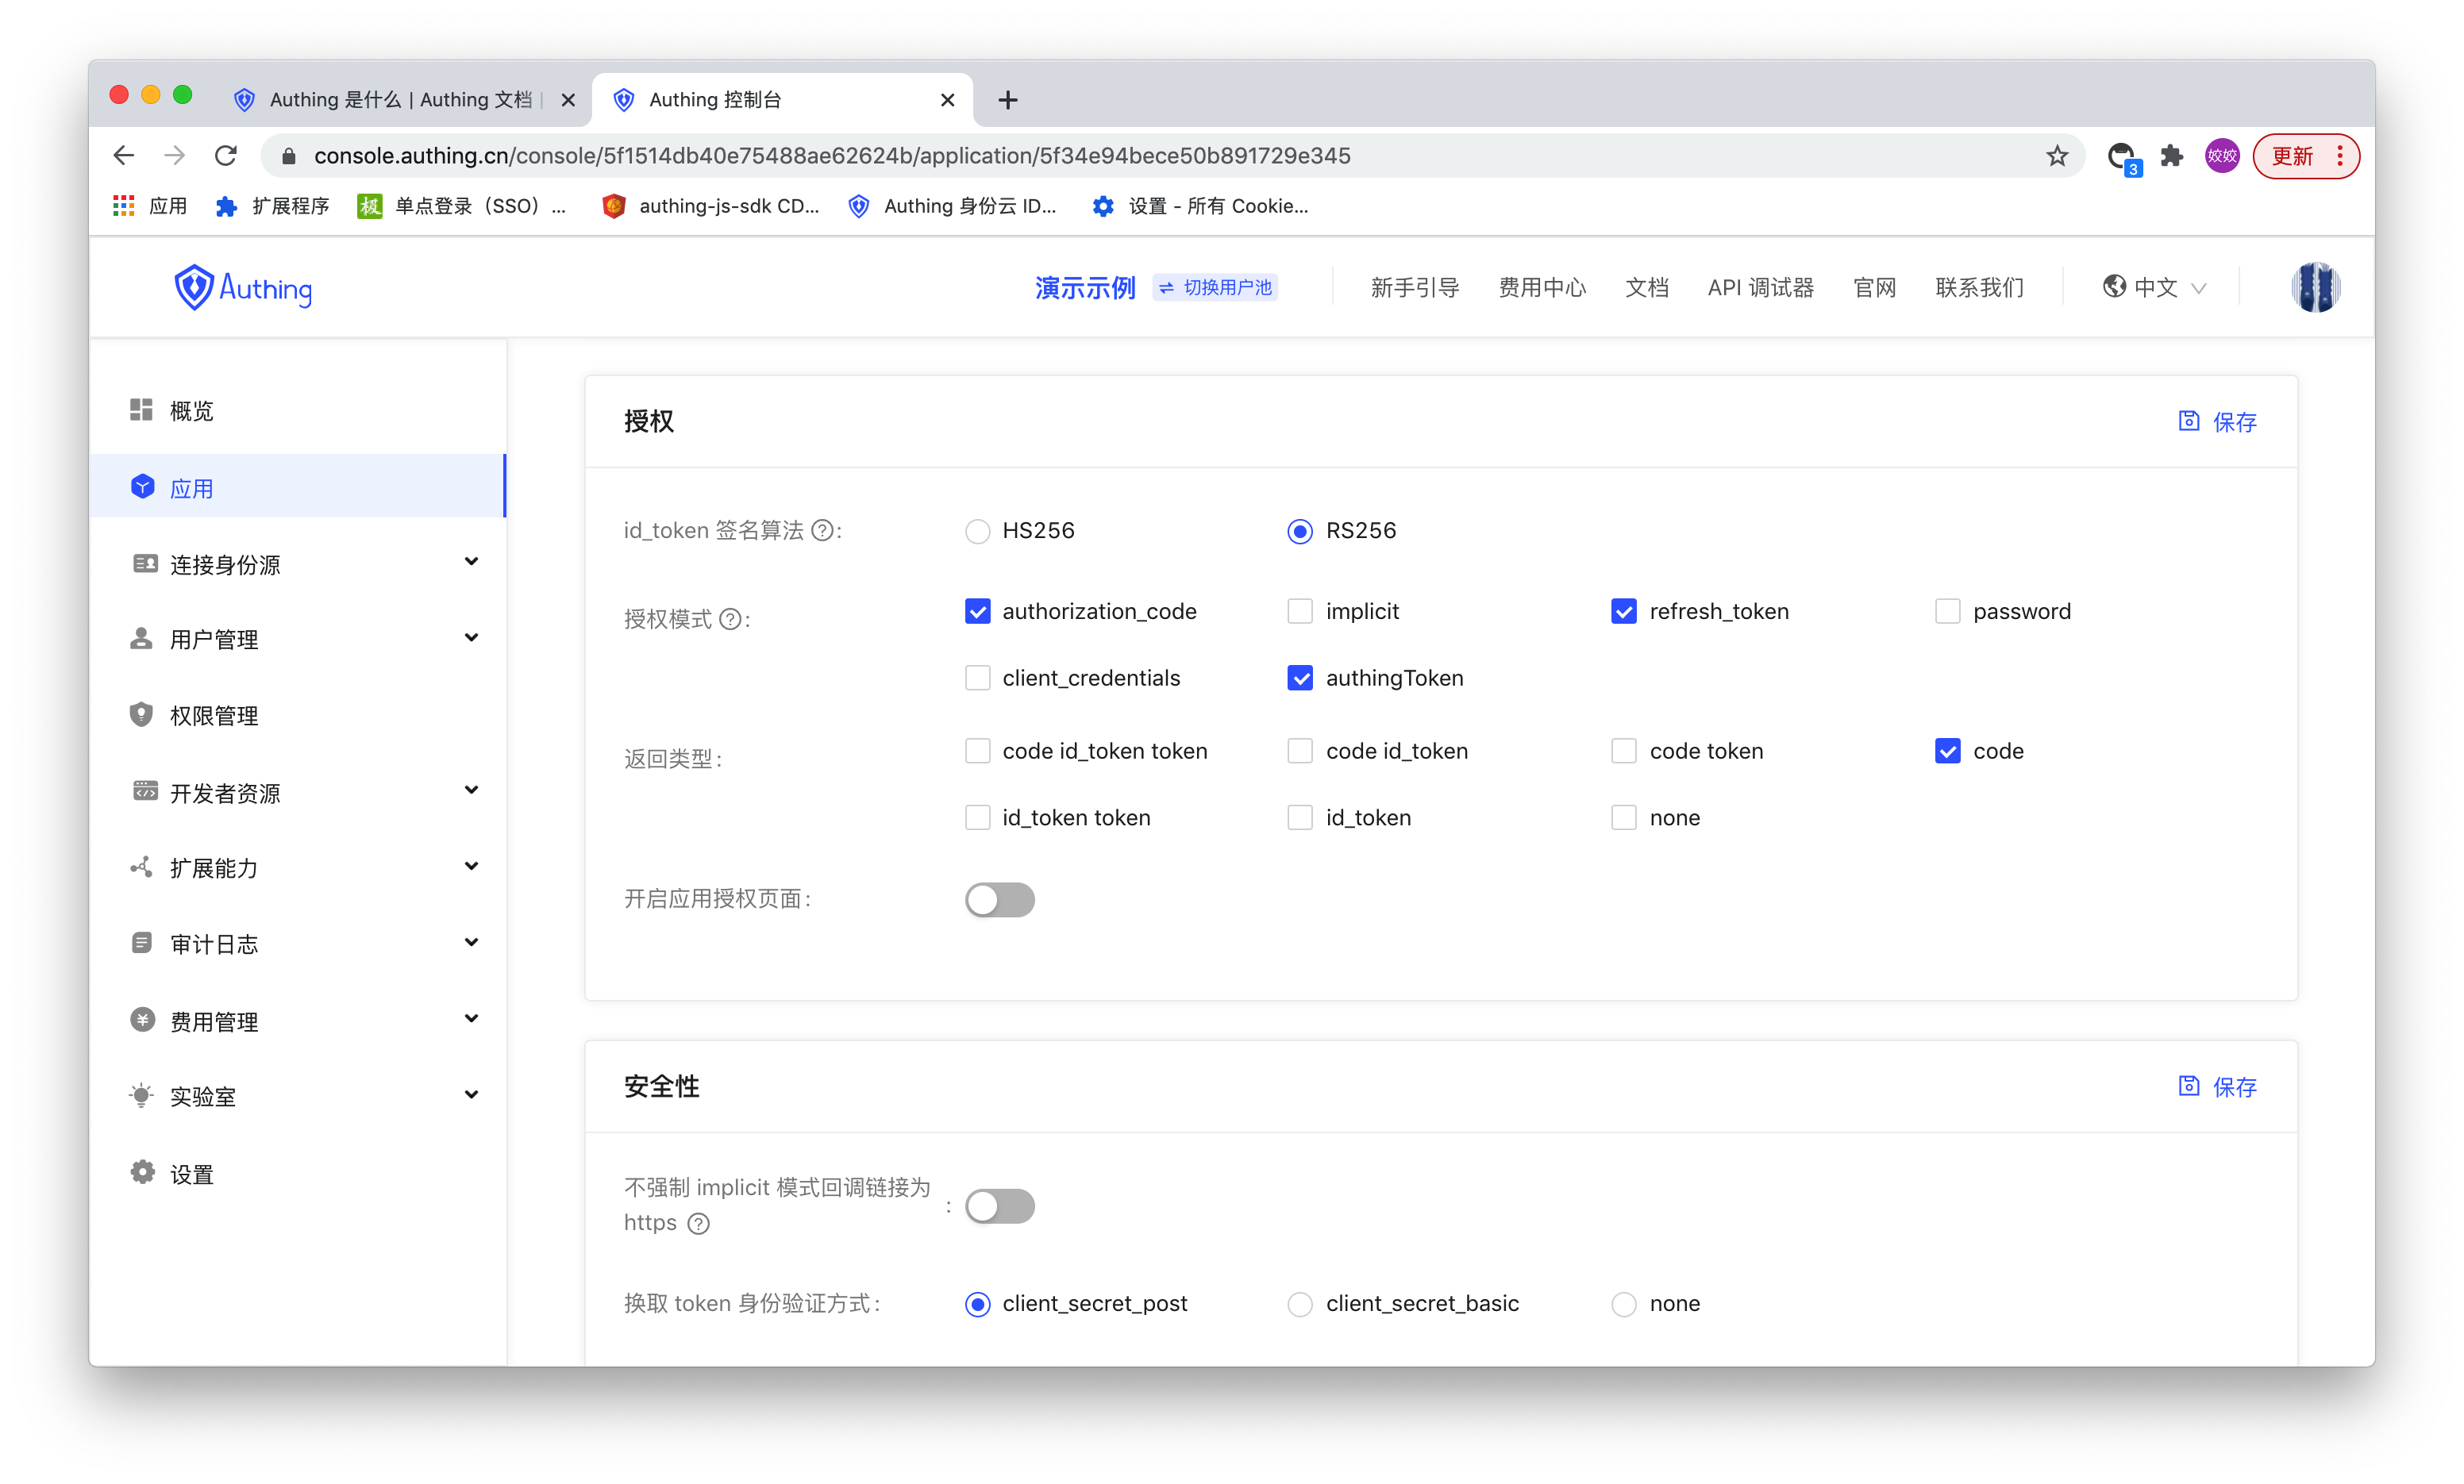 Authing 是什么 | Authing 文档
Authing 控制台
console.authing.cn/console/5f1514db40e75488ae62624b/application/5f34e94bece50b891729e345
3
姣姣
更新
应用
扩展程序
极
单点登录（SSO）...
authing-js-sdk CD...
Authing 身份云 ID...
设置 - 所有 Cookie...
Authing
演示示例
切换用户池
新手引导
费用中心
文档
API 调试器
官网
联系我们
中文
概览
应用
连接身份源
用户管理
权限管理
开发者资源
扩展能力
审计日志
费用管理
实验室
设置
授权
保存
id_token 签名算法 ? :
HS256
RS256
授权模式 ? :
authorization_code
implicit
refresh_token
password
client_credentials
authingToken
返回类型 :
code id_token token
code id_token
code token
code
id_token token
id_token
none
开启应用授权页面 :
安全性
保存
不强制 implicit 模式回调链接为
https ? :
换取 token 身份验证方式 :
client_secret_post
client_secret_basic
none